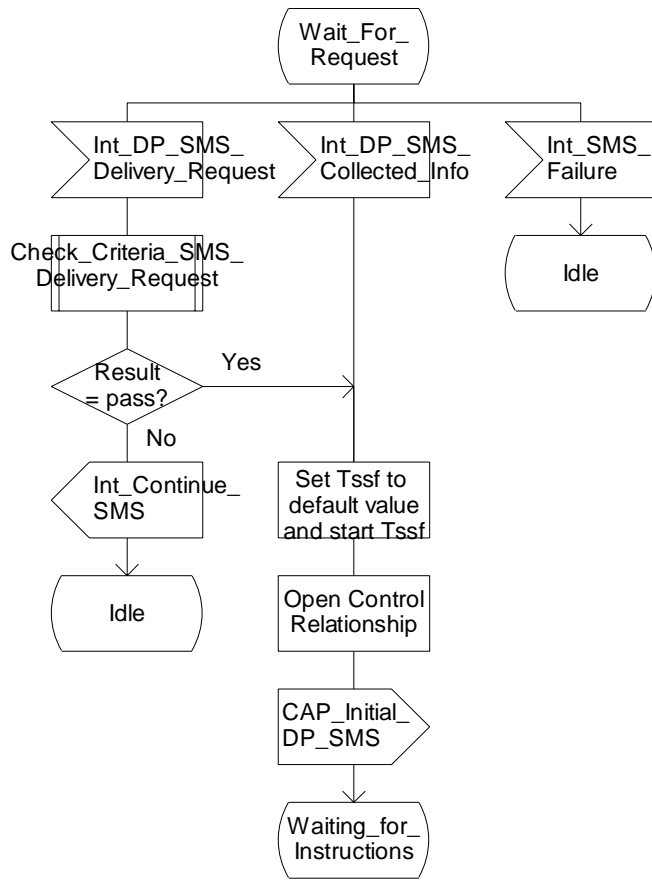 Wait_For_
Request
Int_DP_SMS_
Delivery_Request
Int_DP_SMS_
Collected_Info
Int_SMS_
Failure
Check_Criteria_SMS_
Delivery_Request
Idle
Result
= pass?
Yes
No
Int_Continue_
SMS
Set Tssf to
default value
and start Tssf
Idle
Open Control
Relationship
CAP_Initial_
DP_SMS
Waiting_for_
Instructions